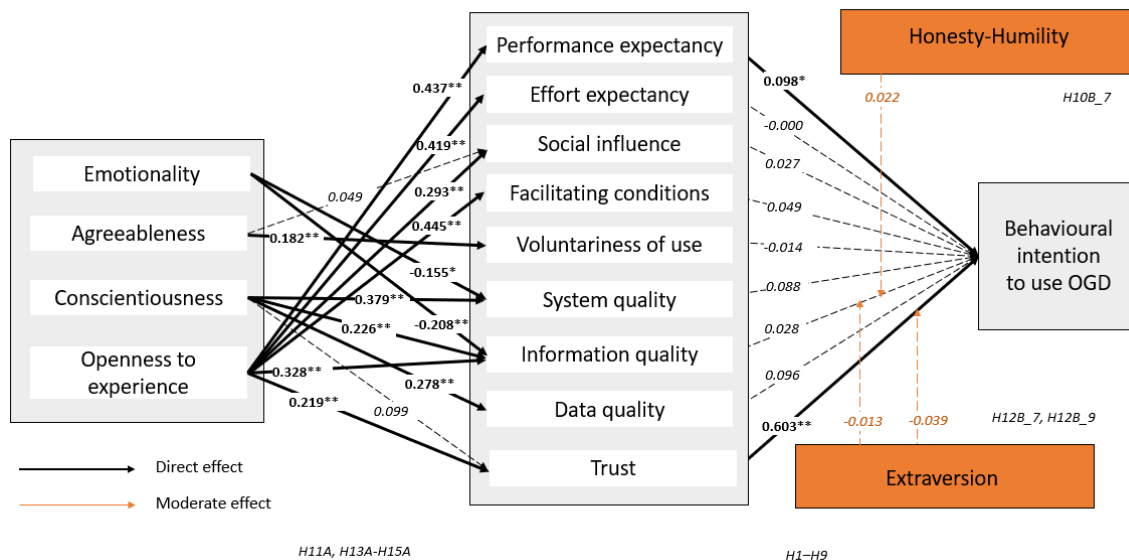 Performance expectancy
Effort expectancy
Social influence
Facilitating conditions
Voluntariness of use
System quality
Information quality
Data quality
Trust
Emotionality
Agreeableness
Conscientiousness
Openness to
experience
0.437**
0.419**
0.049
0.293**
0.445**
0.182**
-0.155*
0.379**
-0.208**
0.226**
0.328**
0.278**
0.219**
0.099
0.098*
-0.000
0.027
0.049
-0.014
-0.088
0.028
0.096
0.603**
Honesty-Humility
0.022
H10B_7
Behavioural
intention
to use OGD
-0.013
-0.039
H12B_7, H12B_9
Extraversion
Direct effect
Moderate effect
H11A, H13A-H15A
H1–H9